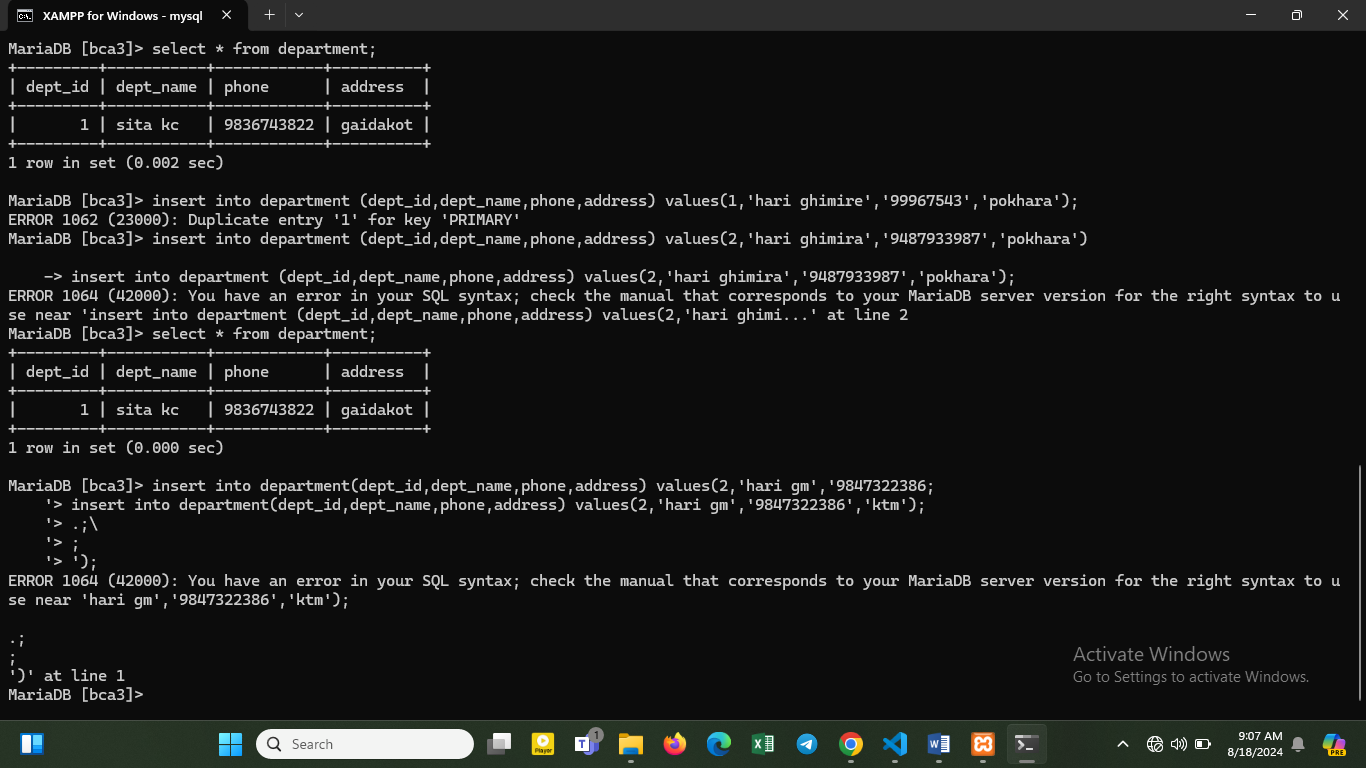 XAMPP for Windows - mysql
MariaDB [bca3]> select * from department;
+---------+-----------+------------+----------+
| dept_id | dept_name | phone      | address  |
+---------+-----------+------------+----------+
|       1 | sita kc   | 9836743822 | gaidakot |
+---------+-----------+------------+----------+
1 row in set (0.002 sec)
MariaDB [bca3]> insert into department (dept_id,dept_name,phone,address) values(1,'hari ghimire','99967543','pokhara');
ERROR 1062 (23000): Duplicate entry '1' for key 'PRIMARY'
MariaDB [bca3]> insert into department (dept_id,dept_name,phone,address) values(2,'hari ghimira','9487933987','pokhara')
    -> insert into department (dept_id,dept_name,phone,address) values(2,'hari ghimira','9487933987','pokhara');
ERROR 1064 (42000): You have an error in your SQL syntax; check the manual that corresponds to your MariaDB server version for the right syntax to u
se near 'insert into department (dept_id,dept_name,phone,address) values(2,'hari ghimi...' at line 2
MariaDB [bca3]> select * from department;
+---------+-----------+------------+----------+
| dept_id | dept_name | phone      | address  |
+---------+-----------+------------+----------+
|       1 | sita kc   | 9836743822 | gaidakot |
+---------+-----------+------------+----------+
1 row in set (0.000 sec)
MariaDB [bca3]> insert into department(dept_id,dept_name,phone,address) values(2,'hari gm','9847322386;
    '> insert into department(dept_id,dept_name,phone,address) values(2,'hari gm','9847322386','ktm');
    '> .;\
    '> ;
    '> ');
ERROR 1064 (42000): You have an error in your SQL syntax; check the manual that corresponds to your MariaDB server version for the right syntax to u
se near 'hari gm','9847322386','ktm');
.;
;
')' at line 1
MariaDB [bca3]>
Activate Windows
Go to Settings to activate Windows.
Search
Player
1
9:07 AM
8/18/2024
PRE